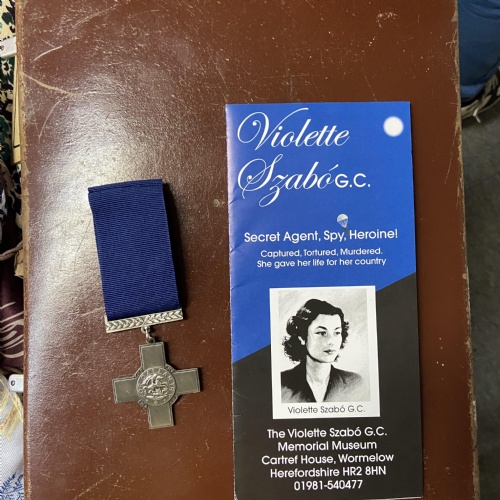 Violette
Szabó G.C.
Secret Agent, Spy, Heroine!
Captured, Tortured, Murdered.
She gave her life for her country
Violette Szabó G.C.
The Violette Szabó G.C.
Memorial Museum
Cartref House, Wormelow
Herefordshire HR2 8HN
01981-540477